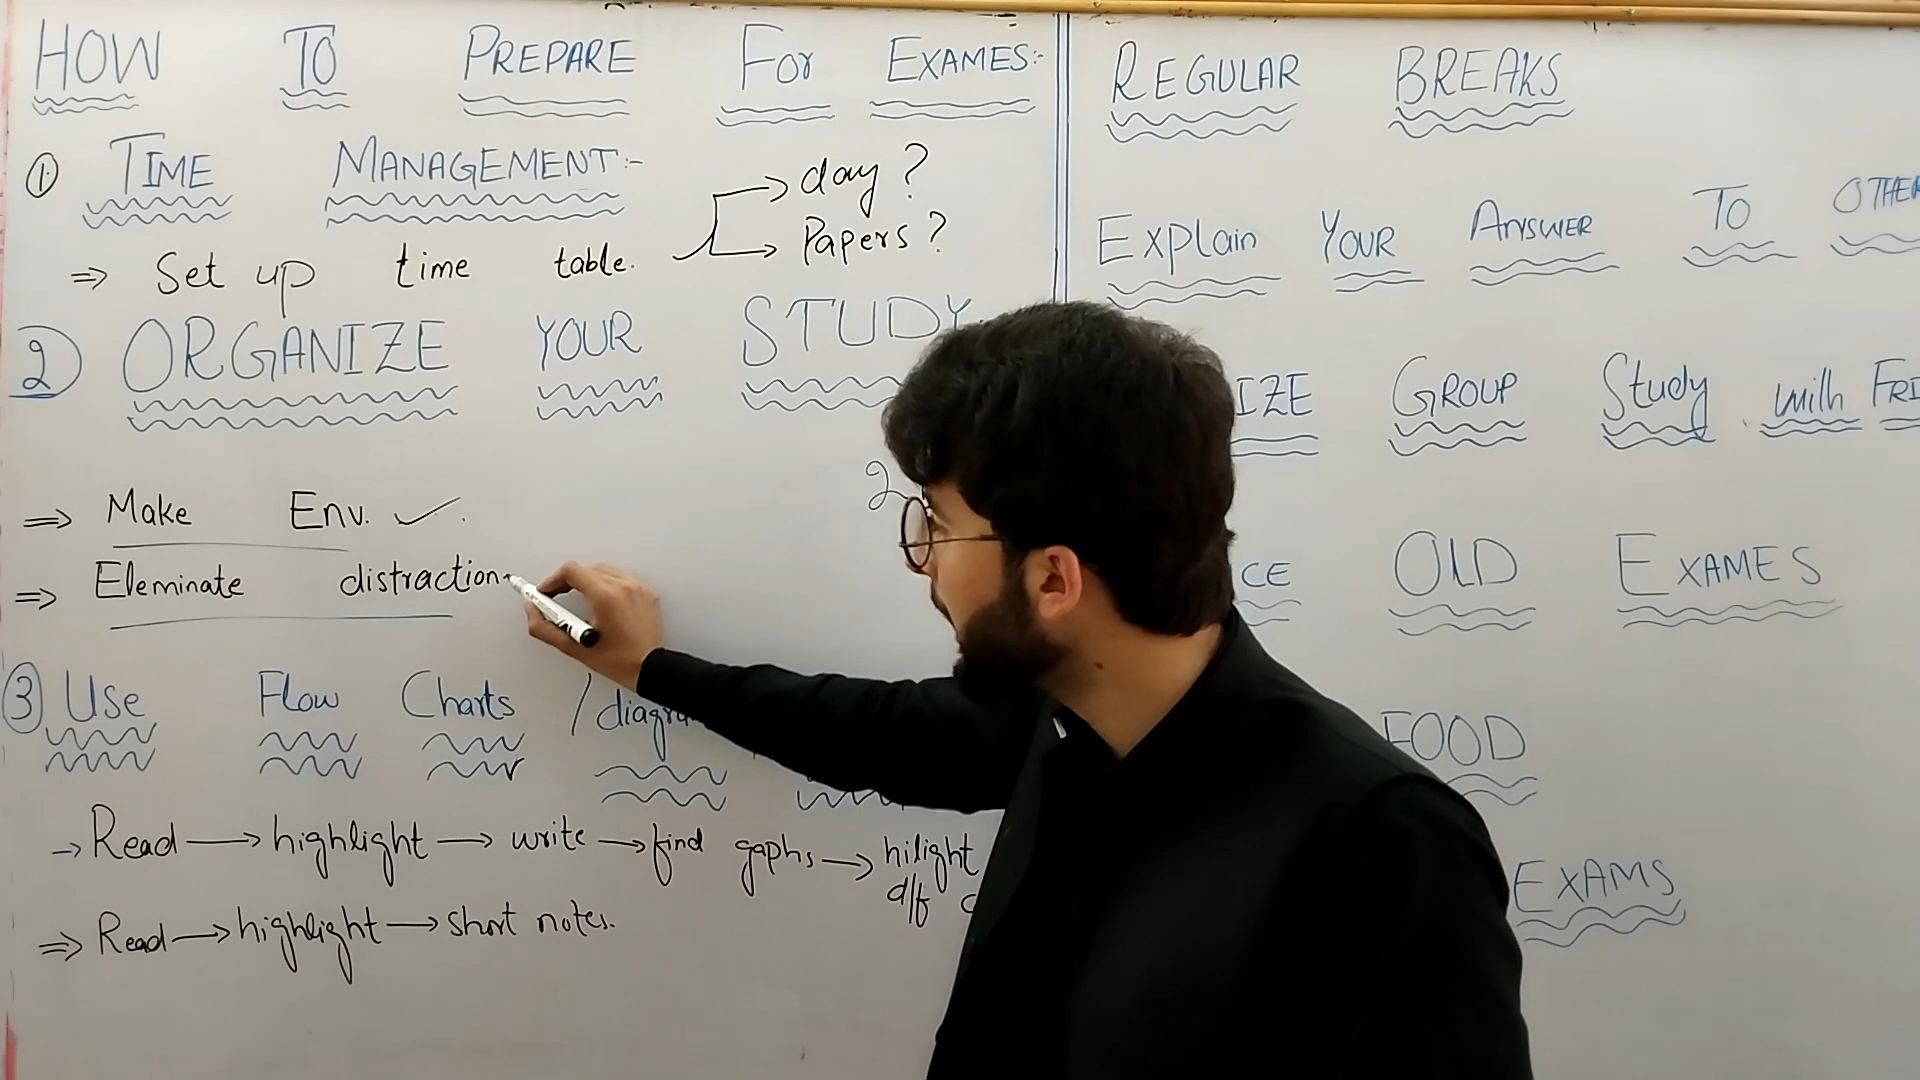 HOW TO PREPARE For EXAMES:-
① TIME MANAGEMENT:-
day ?
⇒ Set up time table. Papers ?
2) ORGANIZE YOUR STUDY
⇒ Make Env. ✓.
⇒ Eleminate distraction
③ Use Flow Charts / diagra
→ Read → highlight → write → find gaphs → hilight
d/f
⇒ Read → highlight → short notes.
REGULAR BREAKS
Explain YOUR ANSWER TO OTHER
IZE GROUP Study with FRI
CE OLD EXAMES
FOOD
EXAMS